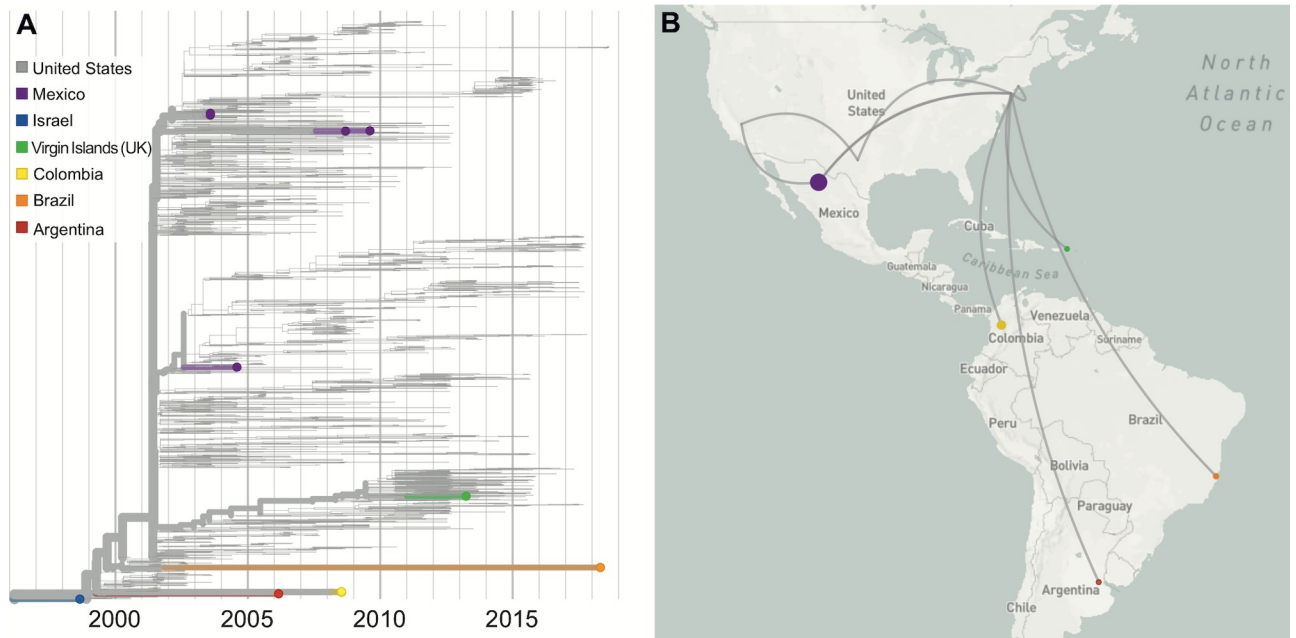 A
United States
Mexico
Israel
Virgin Islands (UK)
Colombia
Brazil
Argentina
2000
2005
2010
2015
B
North
Atlantic
Ocean
United
States
Mexico
Cuba
Caribbean Sea
Guatemala
Nicaragua
Panama
Venezuela
Colombia
Suriname
Ecuador
Peru
Brazil
Bolivia
Paraguay
Argentina
Chile